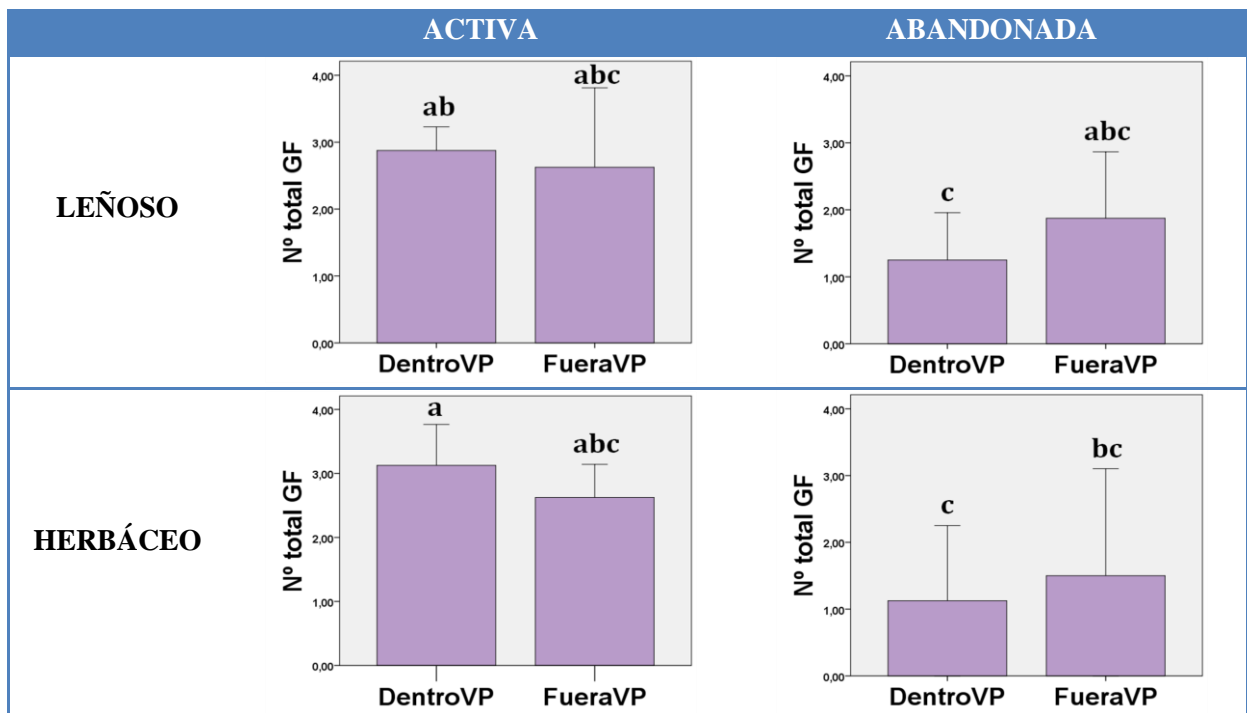 ACTIVA ABANDONADA
LEÑOSO
Nº total GF
4,00
3,00
2,00
1,00
0,00
ab
abc
DentroVP FueraVP
Nº total GF
4,00
3,00
2,00
1,00
0,00
c
abc
DentroVP FueraVP
HERBÁCEO
Nº total GF
4,00
3,00
2,00
1,00
0,00
a
abc
DentroVP FueraVP
Nº total GF
4,00
3,00
2,00
1,00
0,00
c
bc
DentroVP FueraVP